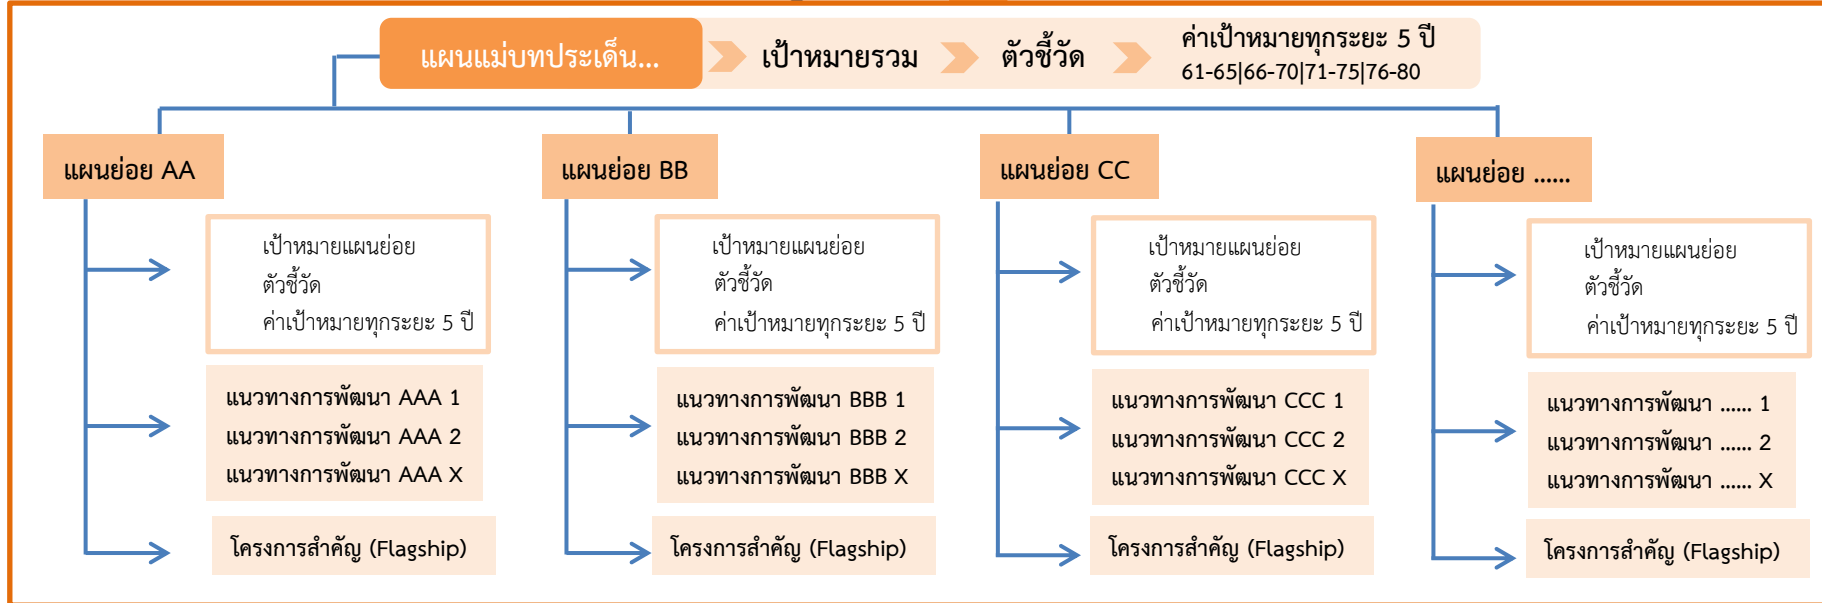 แผนแม่บทประเด็น...
เป้าหมายรวม
ตัวชี้วัด
ค่าเป้าหมายทุกระยะ 5 ปี
61-65|66-70|71-75|76-80
แผนย่อย AA
เป้าหมายแผนย่อย
ตัวชี้วัด
ค่าเป้าหมายทุกระยะ 5 ปี
แนวทางการพัฒนา AAA 1
แนวทางการพัฒนา AAA 2
แนวทางการพัฒนา AAA X
โครงการสำคัญ (Flagship)
แผนย่อย BB
เป้าหมายแผนย่อย
ตัวชี้วัด
ค่าเป้าหมายทุกระยะ 5 ปี
แนวทางการพัฒนา BBB 1
แนวทางการพัฒนา BBB 2
แนวทางการพัฒนา BBB X
โครงการสำคัญ (Flagship)
แผนย่อย CC
เป้าหมายแผนย่อย
ตัวชี้วัด
ค่าเป้าหมายทุกระยะ 5 ปี
แนวทางการพัฒนา CCC 1
แนวทางการพัฒนา CCC 2
แนวทางการพัฒนา CCC X
โครงการสำคัญ (Flagship)
แผนย่อย ......
เป้าหมายแผนย่อย
ตัวชี้วัด
ค่าเป้าหมายทุกระยะ 5 ปี
แนวทางการพัฒนา ...... 1
แนวทางการพัฒนา ...... 2
แนวทางการพัฒนา ...... X
โครงการสำคัญ (Flagship)